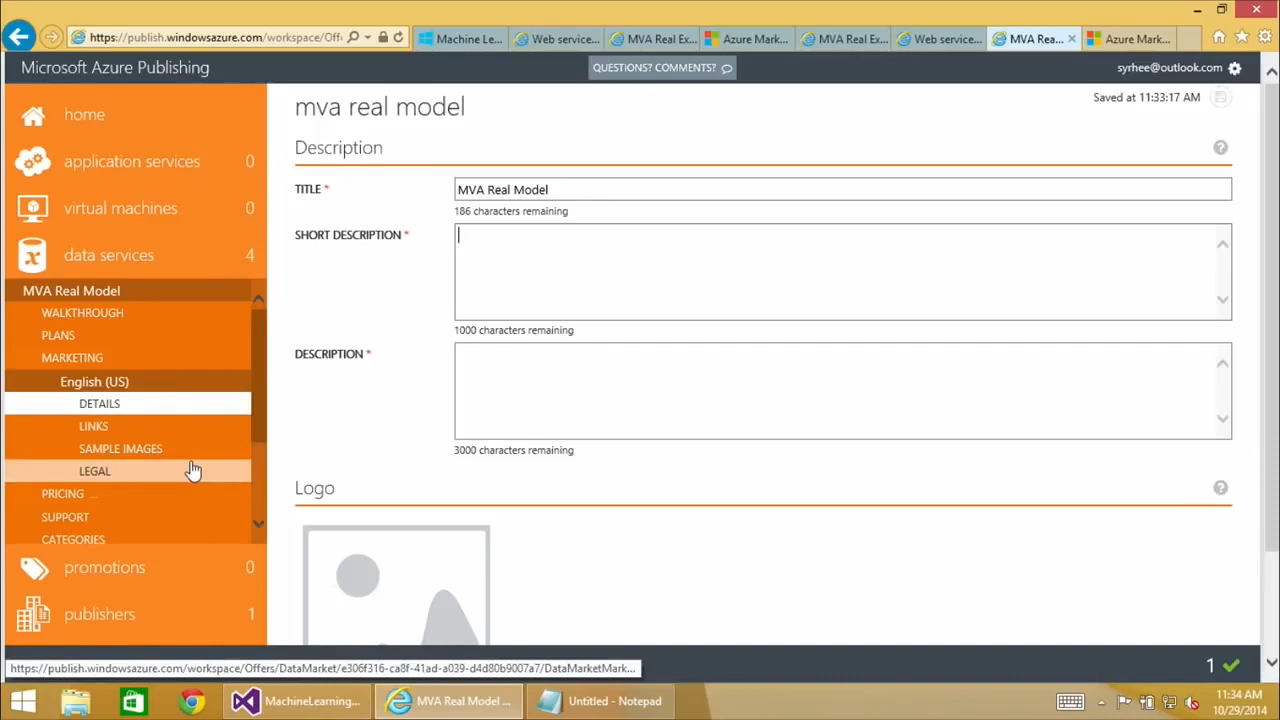 https://publish.windowsazure.com/workspace/Offe
Machine Le...
Web service...
MVA Real Ex...
Azure Mark...
MVA Real Ex...
Web service...
MVA Rea...
Azure Mark...
Microsoft Azure Publishing
QUESTIONS? COMMENTS?
syrhee@outlook.com
home
application services 0
virtual machines 0
data services 4
MVA Real Model
WALKTHROUGH
PLANS
MARKETING
English (US)
DETAILS
LINKS
SAMPLE IMAGES
LEGAL
PRICING ...
SUPPORT
CATEGORIES
promotions 0
publishers 1
mva real model
Saved at 11:33:17 AM
Description
TITLE * MVA Real Model
186 characters remaining
SHORT DESCRIPTION *
1000 characters remaining
DESCRIPTION *
3000 characters remaining
Logo
https://publish.windowsazure.com/workspace/Offers/DataMarket/e306f316-ca8f-41ad-a039-d4d80b9007a7/DataMarketMark...
1
MachineLearning...
MVA Real Model ...
Untitled - Notepad
11:34 AM
10/29/2014